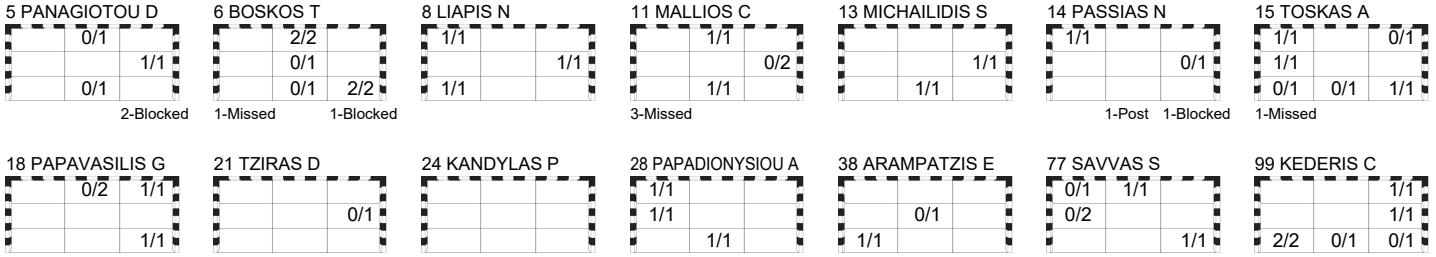 5 PANAGIOTOU D 6 BOSKOS T 8 LIAPIS N 11 MALLIOS C 13 MICHAILIDIS S 14 PASSIAS N 15 TOSKAS A
0/1 2/2 1/1 1/1 1/1 1/1 0/1
1/1 0/1 1/1 0/2 1/1 0/1 1/1
0/1 0/1 2/2 1/1 1/1 1/1 0/1 0/1 1/1
2-Blocked 1-Missed 1-Blocked 3-Missed 1-Post 1-Blocked 1-Missed
18 PAPAVASILIS G 21 TZIRAS D 24 KANDYLAS P 28 PAPADIONYSIOU A 38 ARAMPATZIS E 77 SAVVAS S 99 KEDERIS C
0/2 1/1 1/1 0/1 1/1 1/1
0/1 1/1 0/1 0/2 1/1
1/1 1/1 1/1 1/1 2/2 0/1 0/1